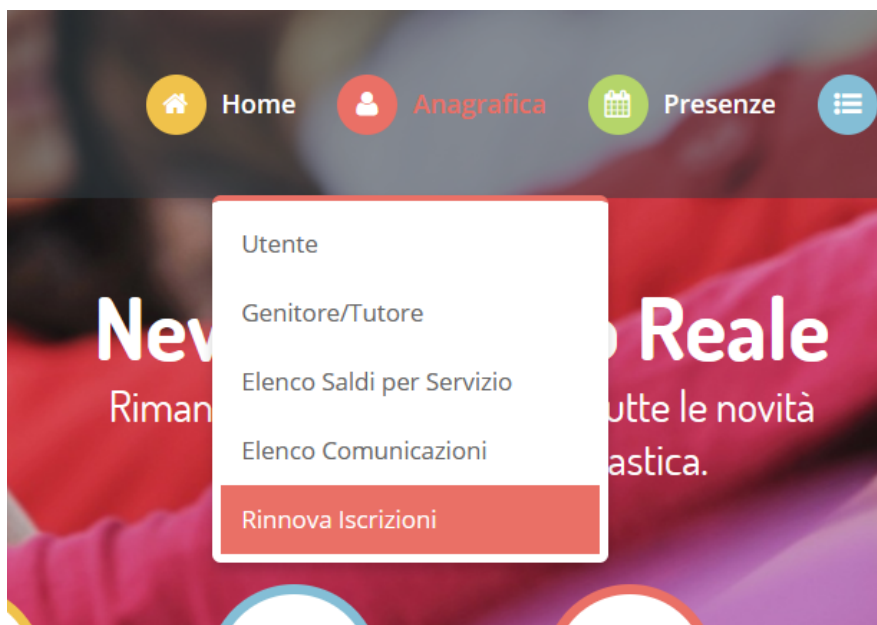 Home Anagrafica Presenze
Utente
Genitore/Tutore
Elenco Saldi per Servizio
Elenco Comunicazioni
Rinnova Iscrizioni
Reale
utte le novità
astica.